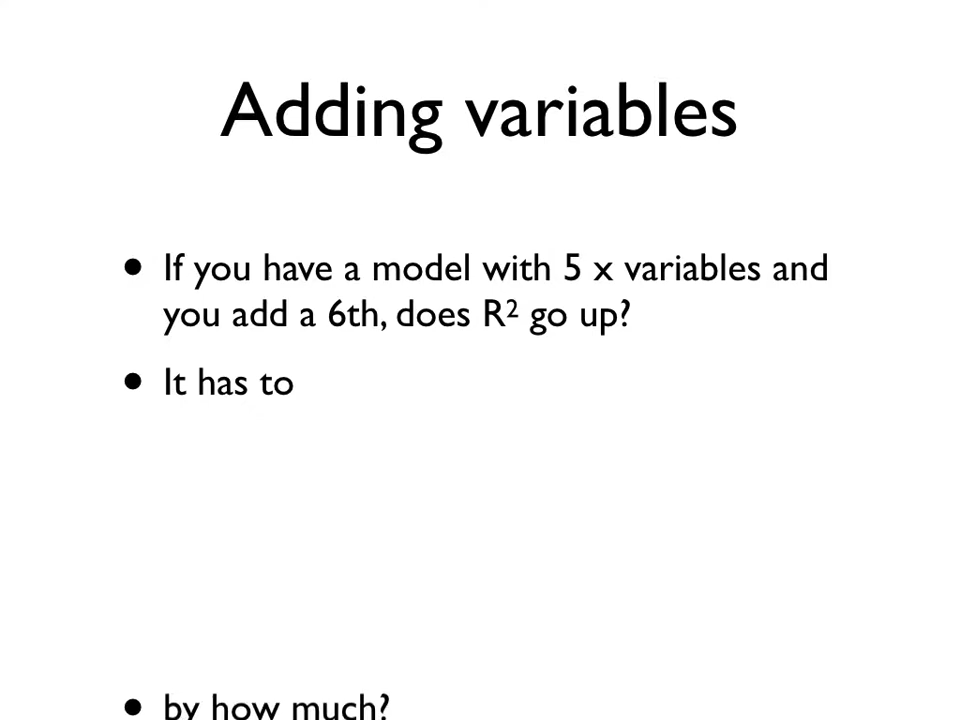 Adding variables
• If you have a model with 5 x variables and
you add a 6th, does R² go up?
• It has to
• by how much?